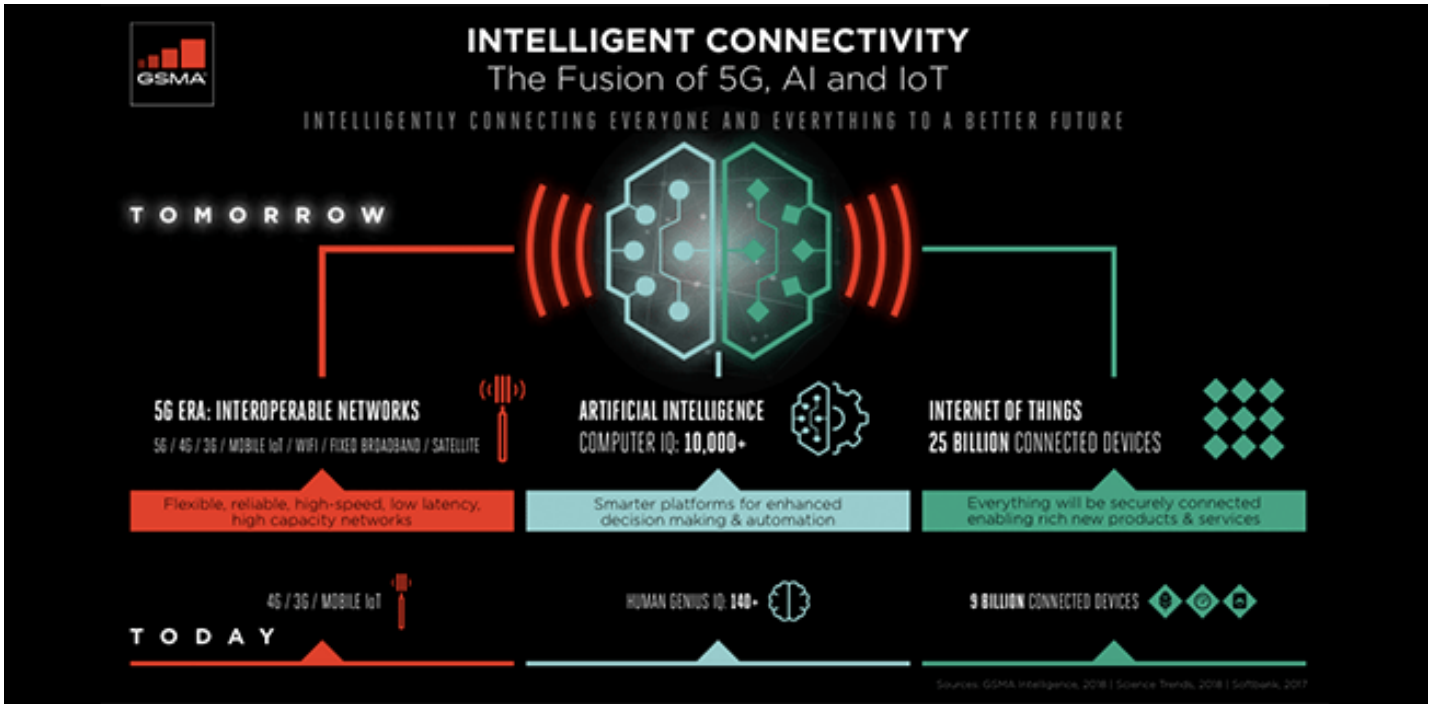 GSMA
INTELLIGENT CONNECTIVITY
The Fusion of 5G, AI and IoT
INTELLIGENTLY CONNECTING EVERYONE AND EVERYTHING TO A BETTER FUTURE
TOMORROW
5G ERA: INTEROPERABLE NETWORKS
5G / 4G / 3G / MOBILE IoT / WIFI / FIXED BROADBAND / SATELLITE
Flexible, reliable, high-speed, low latency,
high capacity networks
ARTIFICIAL INTELLIGENCE
COMPUTER IQ: 10,000+
Smarter platforms for enhanced
decision making & automation
INTERNET OF THINGS
25 BILLION CONNECTED DEVICES
Everything will be securely connected
enabling rich new products & services
4G / 3G / MOBILE IoT
HUMAN GENIUS IQ: 140+
9 BILLION CONNECTED DEVICES
TODAY
Sources: GSMA Intelligence, 2018 | Science Trends, 2018 | Softbank, 2017